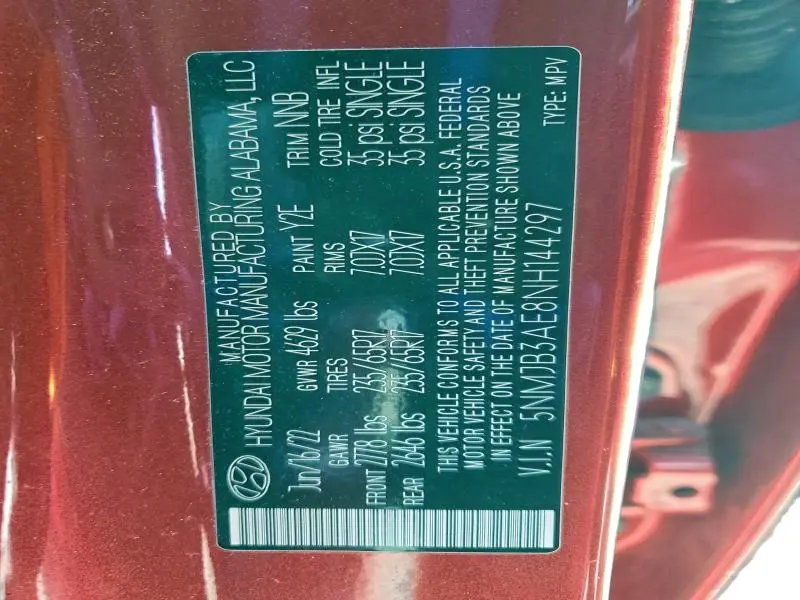 MANUFACTURED BY
HYUNDAI MOTOR MANUFACTURING ALABAMA, LLC
Jun/16/22 GVWR 4629 lbs PAINT Y2E TRIM NNB
GAWR TIRES RIMS COLD TIRE INFL
FRONT 2778 lbs 235/65R17 7.0JX17 35 psi SINGLE
REAR 2646 lbs 235/65R17 7.0JX17 35 psi SINGLE
THIS VEHICLE CONFORMS TO ALL APPLICABLE U.S.A. FEDERAL
MOTOR VEHICLE SAFETY AND THEFT PREVENTION STANDARDS
IN EFFECT ON THE DATE OF MANUFACTURE SHOWN ABOVE
V.I.N 5NMJB3AE8NH144297 TYPE: MPV